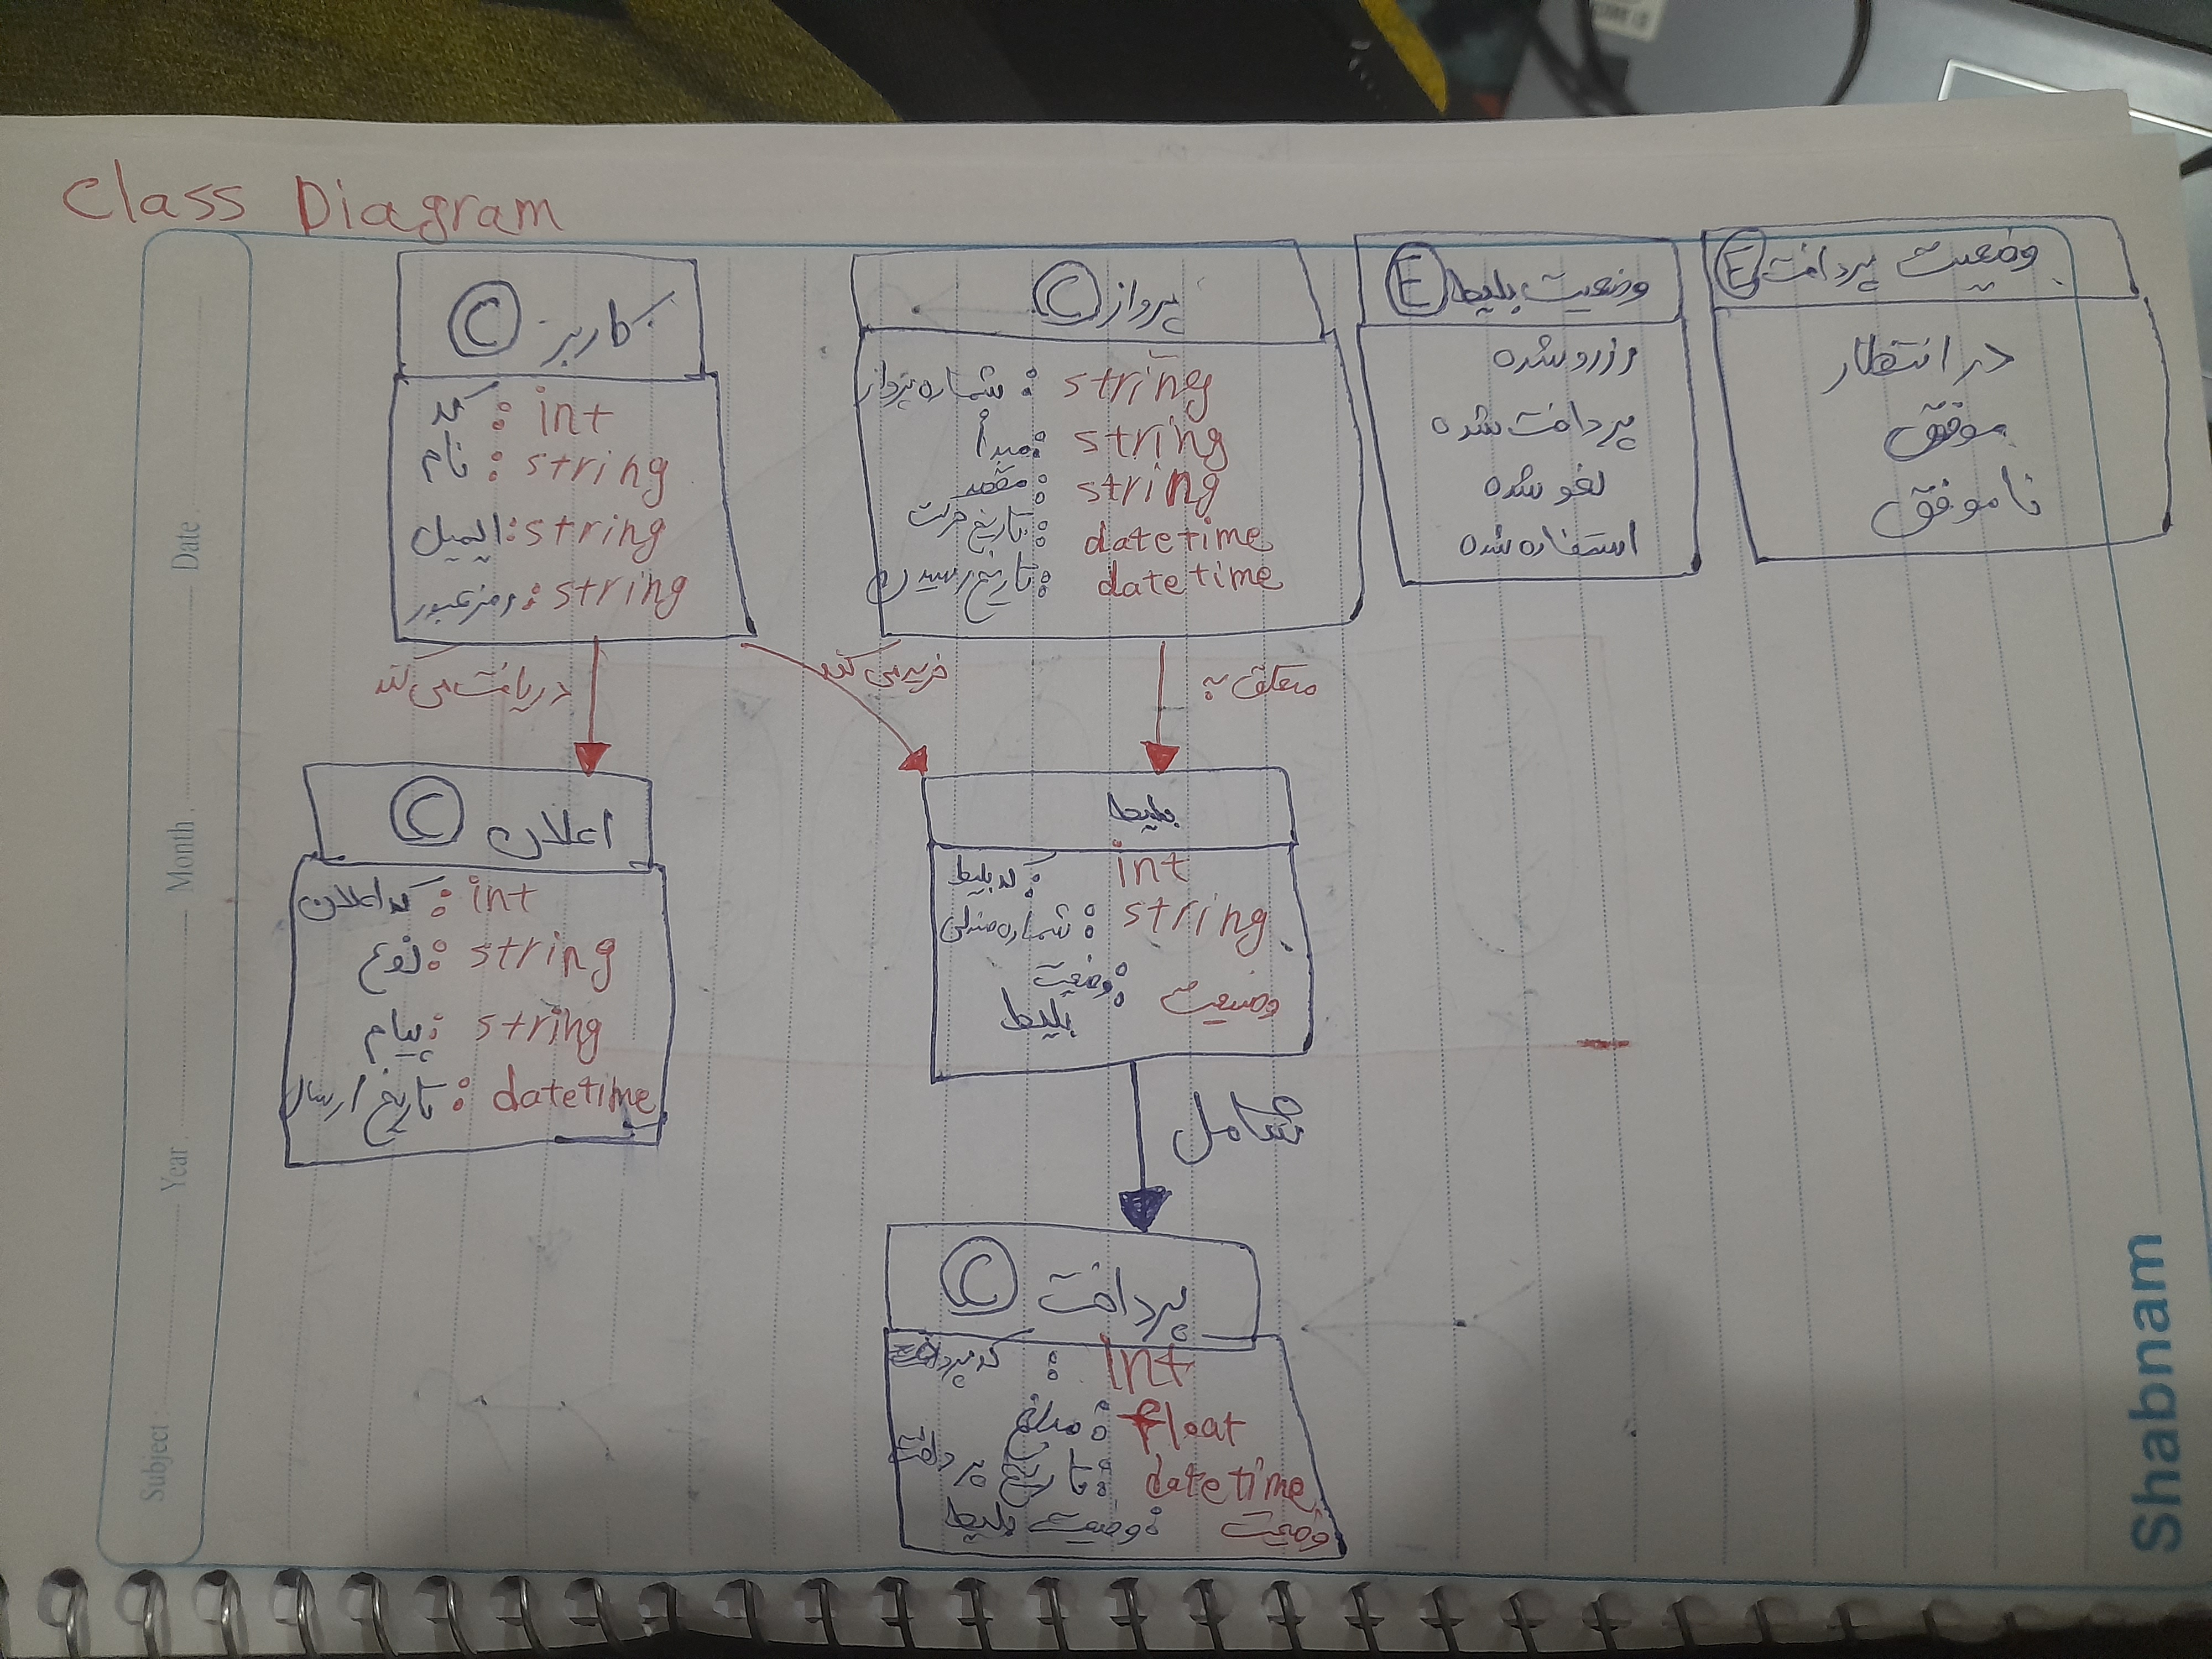 Class Diagram
کاربر C
کد : int
نام : string
ایمیل : string
رمز عبور : string
پرواز C
شماره پرواز : string
مبدأ : string
مقصد : string
تاریخ حرکت : datetime
تاریخ رسیدن : datetime
وضعیت بلیط E
رزرو شده
پرداخت شده
لغو شده
استفاده شده
وضعیت پرداخت E
در انتظار
موفق
ناموفق
دریافت می کند
خرید می کند
متعلق به
اعلان C
کد اعلان : int
نوع : string
پیام : string
تاریخ ارسال : datetime
بلیط
کد بلیط : int
شماره صندلی : string
وضعیت : وضعیت
بلیط
شامل
پرداخت C
کد پرداخت : int
مبلغ : float
تاریخ پرداخت : datetime
وضعیت بلیط : وضعیت
Subject :
Year .
Month .
Date .
Shabnam